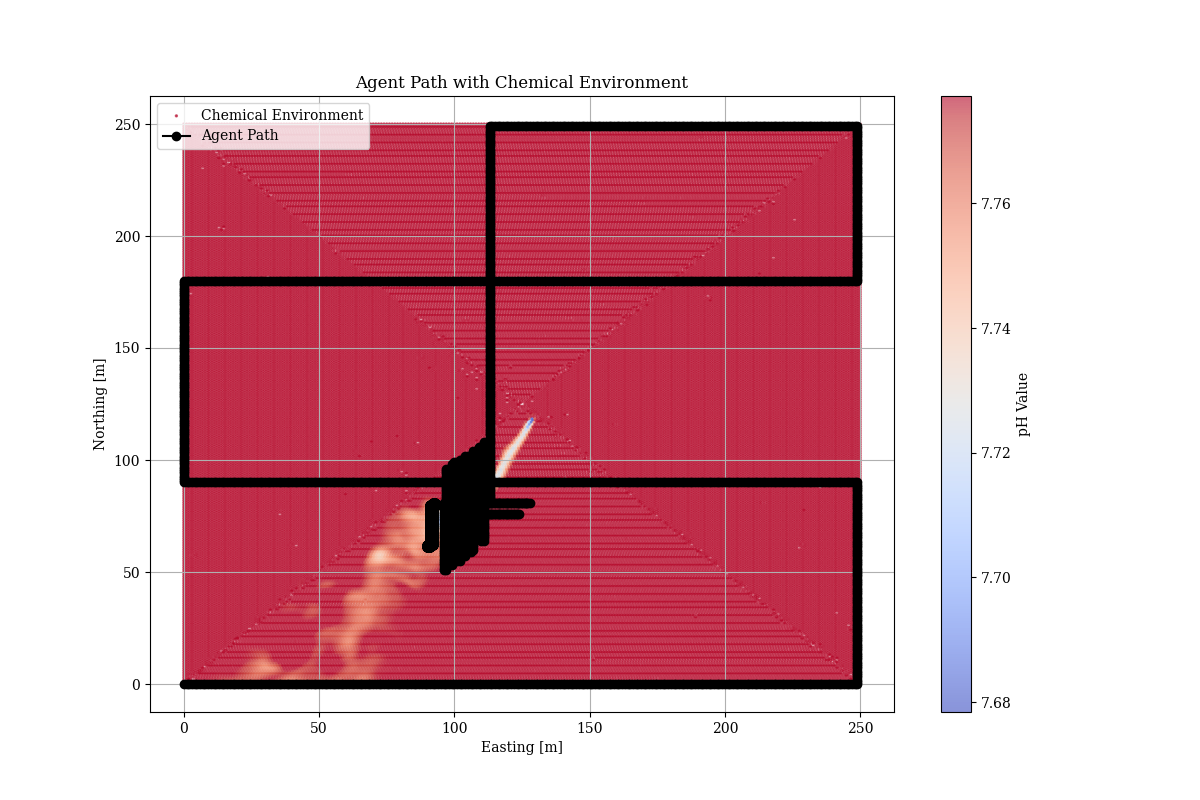 Agent Path with Chemical Environment
Chemical Environment
Agent Path
250
200
150
100
50
0
Northing [m]
0 50 100 150 200 250
Easting [m]
7.76
7.74
7.72
7.70
7.68
pH Value